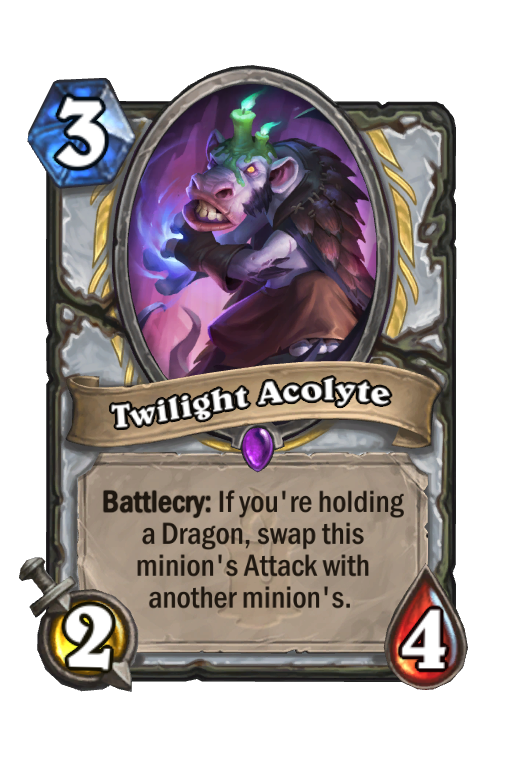 3
Twilight Acolyte
Battlecry: If you're holding
a Dragon, swap this
minion's Attack with
another minion's.
2
4